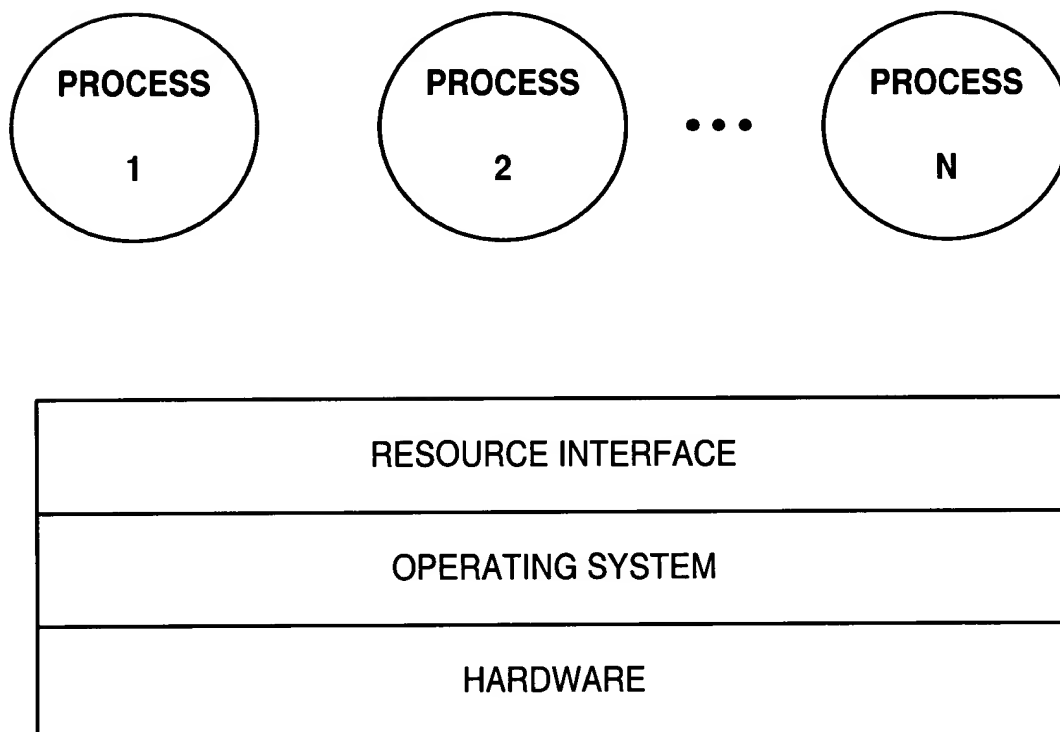 PROCESS PROCESS PROCESS
1 2 ••• N
RESOURCE INTERFACE
OPERATING SYSTEM
HARDWARE